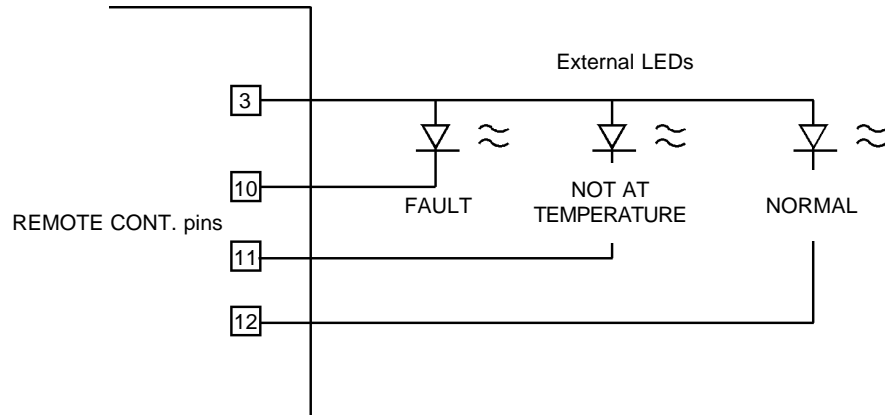 External LEDs
3
10
FAULT
NOT AT
TEMPERATURE
NORMAL
REMOTE CONT. pins
11
12